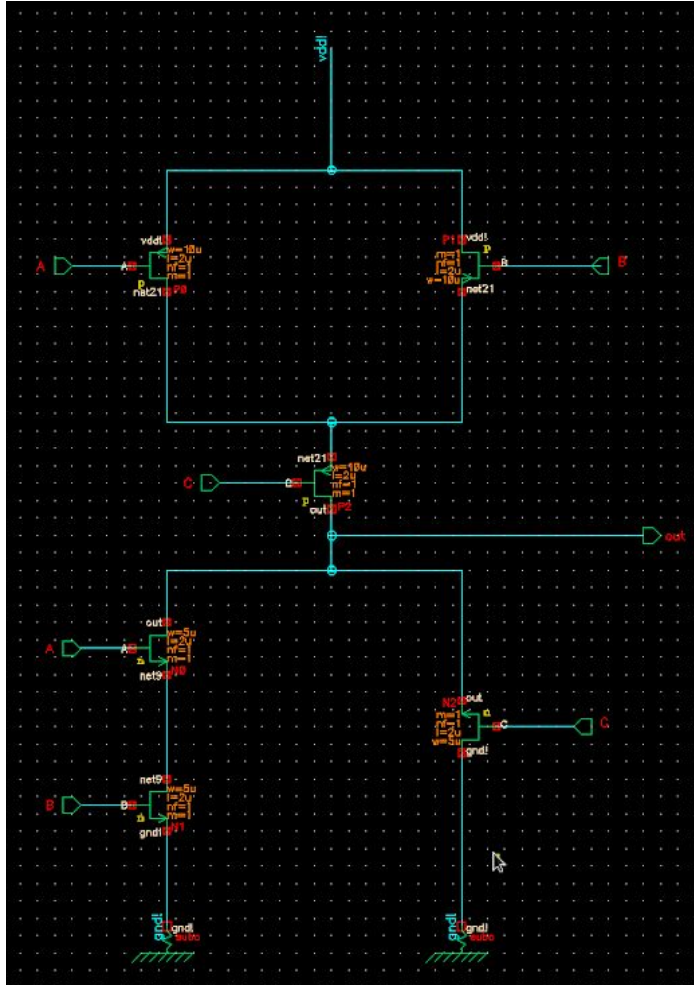 vdd!
vdd!
w=10u
l=2u
nf=1
m=1
A
A
p
net21
P0
P1
vdd!
p
m=1
nf=1
l=2u
w=10u
B
B
net21
net21
w=10u
l=2u
nf=1
m=1
C
p
out
P2
out
out
w=5u
l=2u
nf=1
m=1
A
A
n
net9
N0
N2
out
m=1
nf=1
l=2u
w=5u
n
C
C
gnd!
net9
w=5u
l=2u
nf=1
m=1
B
n
gnd!
N1
gnd!
gnd!
gnd!
gnd!